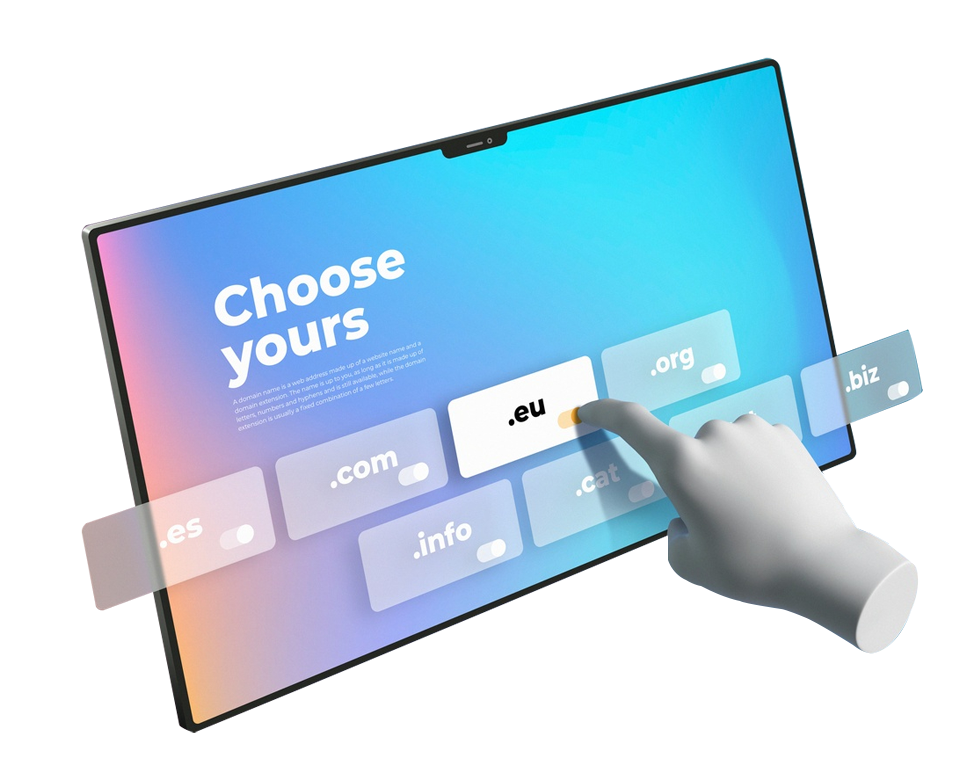 Choose
yours
A domain name is a web address made up of a website name and a
domain extension. The name is up to you, as long as it is made up of
letters, numbers and hyphens and is still available, while the domain
extension is usually a fixed combination of a few letters.
.es
.com
.eu
.org
.info
.cat
.biz